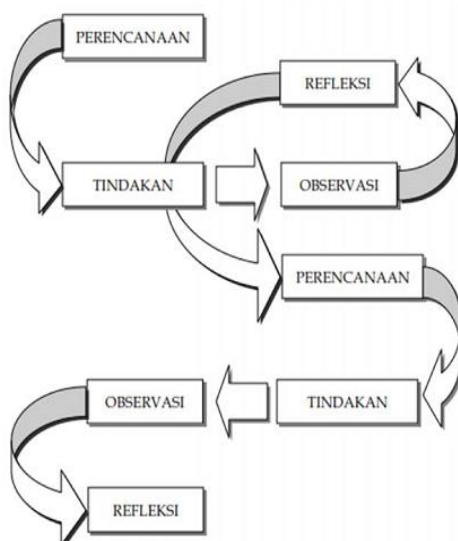 PERENCANAAN
REFLEKSI
TINDAKAN
OBSERVASI
PERENCANAAN
OBSERVASI
TINDAKAN
REFLEKSI